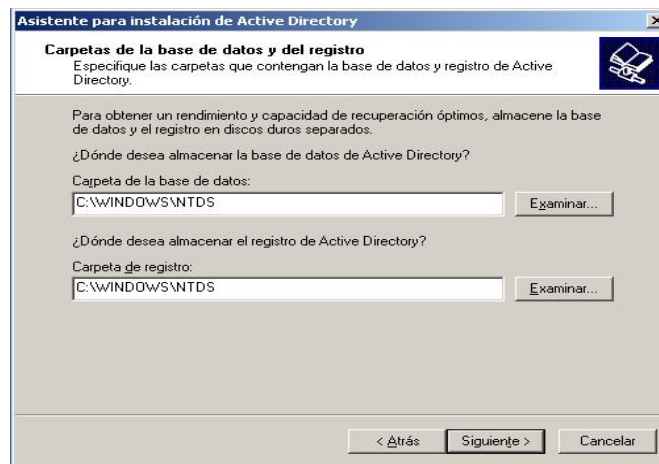 Asistente para instalación de Active Directory
Carpetas de la base de datos y del registro
Especifique las carpetas que contengan la base de datos y registro de Active
Directory.
Para obtener un rendimiento y capacidad de recuperación óptimos, almacene la base
de datos y el registro en discos duros separados.
¿Dónde desea almacenar la base de datos de Active Directory?
Carpeta de la base de datos:
C:\WINDOWS\NTDS
Examinar...
¿Dónde desea almacenar el registro de Active Directory?
Carpeta de registro:
C:\WINDOWS\NTDS
Examinar...
< Atrás
Siguiente >
Cancelar